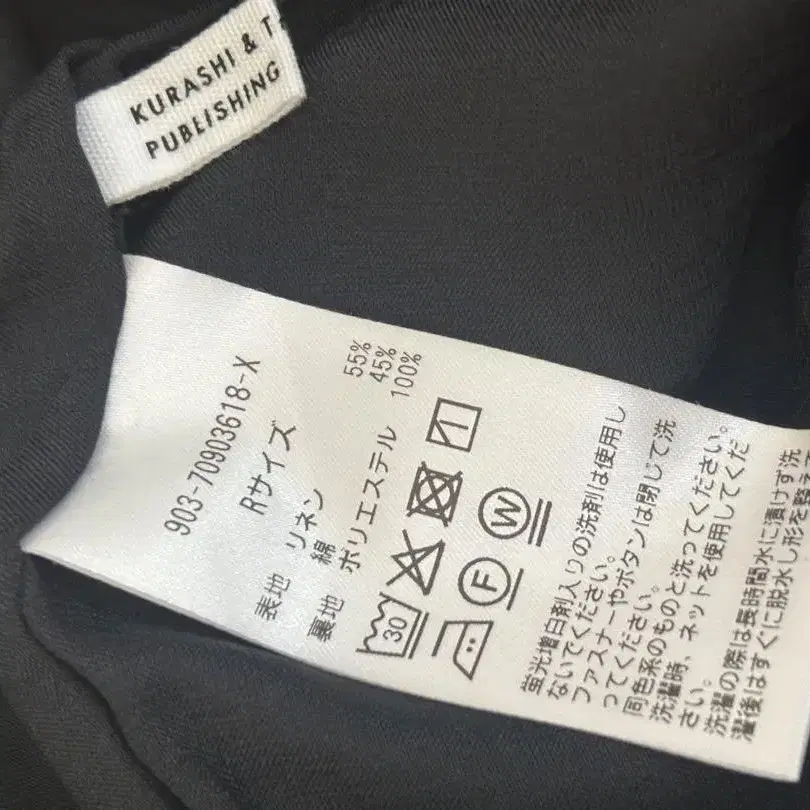 KURASHI & T
PUBLISHING
903-70903618-X
Rサイズ
表地 リネン 55%
綿 45%
裏地 ポリエステル 100%
30
F
W
蛍光増白剤入りの洗剤は使用し
ないでください。
ファスナーやボタンは閉じて洗
ってください。
同色系のものと洗ってください。
洗濯時、ネットを使用してくだ
さい。
洗濯の際は長時間水に漬けず洗
濯後はすぐに脱水し形を整えて